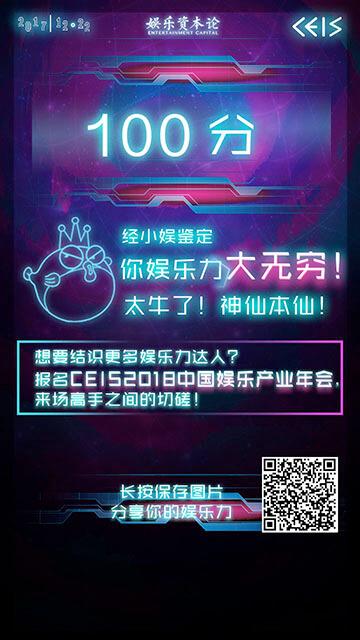 2017|12·22
娱乐资本论
ENTERTAINMENT CAPITAL
CEIS
100分
经小娱鉴定
你娱乐力大无穷！
太牛了！神仙本仙！
想要结识更多娱乐力达人？
报名CEIS2018中国娱乐产业年会，
来场高手之间的切磋！
长按保存图片
分享你的娱乐力